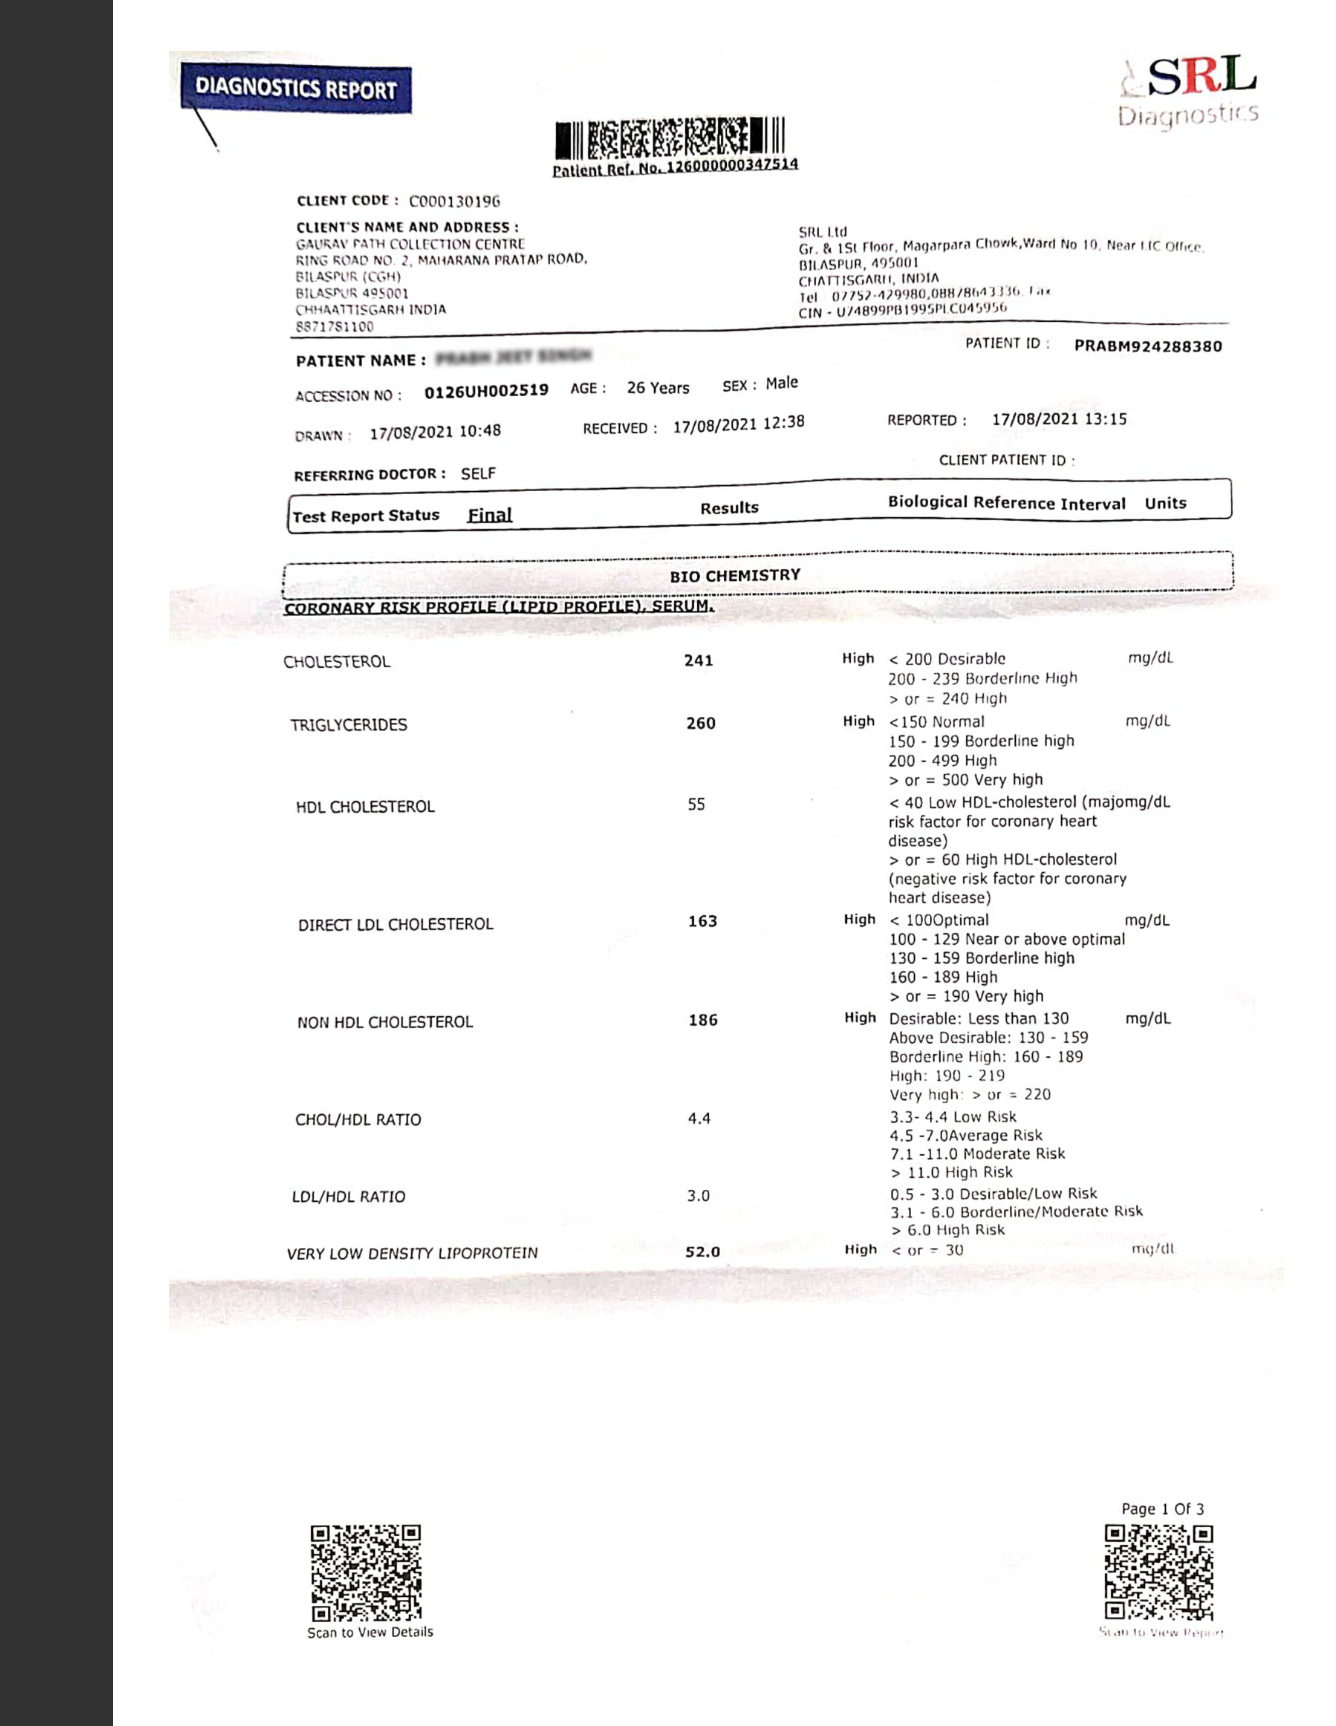 DIAGNOSTICS REPORT
SRL
Diagnostics
Patient Ref. No. 126000000347514
CLIENT CODE : C000130196
CLIENT'S NAME AND ADDRESS :
GAURAV PATH COLLECTION CENTRE
RING ROAD NO. 2, MAHARANA PRATAP ROAD,
BILASPUR (CGH)
BILASPUR 495001
CHHAATTISGARH INDIA
8871781100
SRL Ltd
Gr. & 1St Floor, Magarpara Chowk,Ward No 10, Near LIC Office,
BILASPUR, 495001
CHATTISGARH, INDIA
Tel 07752-429980,08878643336, Fax
CIN - U74899PB1995PLC045956
PATIENT NAME :
PATIENT ID : PRABM924288380
ACCESSION NO : 0126UH002519 AGE : 26 Years SEX : Male
DRAWN : 17/08/2021 10:48 RECEIVED : 17/08/2021 12:38 REPORTED : 17/08/2021 13:15
CLIENT PATIENT ID :
REFERRING DOCTOR : SELF
Test Report Status Final Results Biological Reference Interval Units
BIO CHEMISTRY
CORONARY RISK PROFILE (LIPID PROFILE), SERUM.
CHOLESTEROL 241 High < 200 Desirable mg/dL
200 - 239 Borderline High
> or = 240 High
TRIGLYCERIDES 260 High <150 Normal mg/dL
150 - 199 Borderline high
200 - 499 High
> or = 500 Very high
HDL CHOLESTEROL 55 < 40 Low HDL-cholesterol (majomg/dL
risk factor for coronary heart
disease)
> or = 60 High HDL-cholesterol
(negative risk factor for coronary
heart disease)
DIRECT LDL CHOLESTEROL 163 High < 100Optimal mg/dL
100 - 129 Near or above optimal
130 - 159 Borderline high
160 - 189 High
> or = 190 Very high
NON HDL CHOLESTEROL 186 High Desirable: Less than 130 mg/dL
Above Desirable: 130 - 159
Borderline High: 160 - 189
High: 190 - 219
Very high: > or = 220
CHOL/HDL RATIO 4.4 3.3- 4.4 Low Risk
4.5 -7.0Average Risk
7.1 -11.0 Moderate Risk
> 11.0 High Risk
LDL/HDL RATIO 3.0 0.5 - 3.0 Desirable/Low Risk
3.1 - 6.0 Borderline/Moderate Risk
> 6.0 High Risk
VERY LOW DENSITY LIPOPROTEIN 52.0 High < or = 30 mg/dL
Page 1 Of 3
Scan to View Details
Scan to View Report